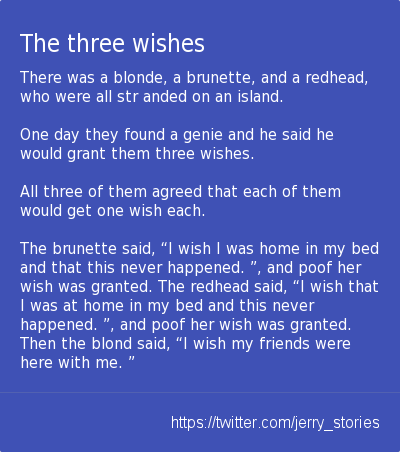 The three wishes
There was a blonde, a brunette, and a redhead,
who were all str anded on an island.
One day they found a genie and he said he
would grant them three wishes.
All three of them agreed that each of them
would get one wish each.
The brunette said, “I wish I was home in my bed
and that this never happened. ”, and poof her
wish was granted. The redhead said, “I wish that
I was at home in my bed and this never
happened. ”, and poof her wish was granted.
Then the blond said, “I wish my friends were
here with me. ”
https://twitter.com/jerry_stories